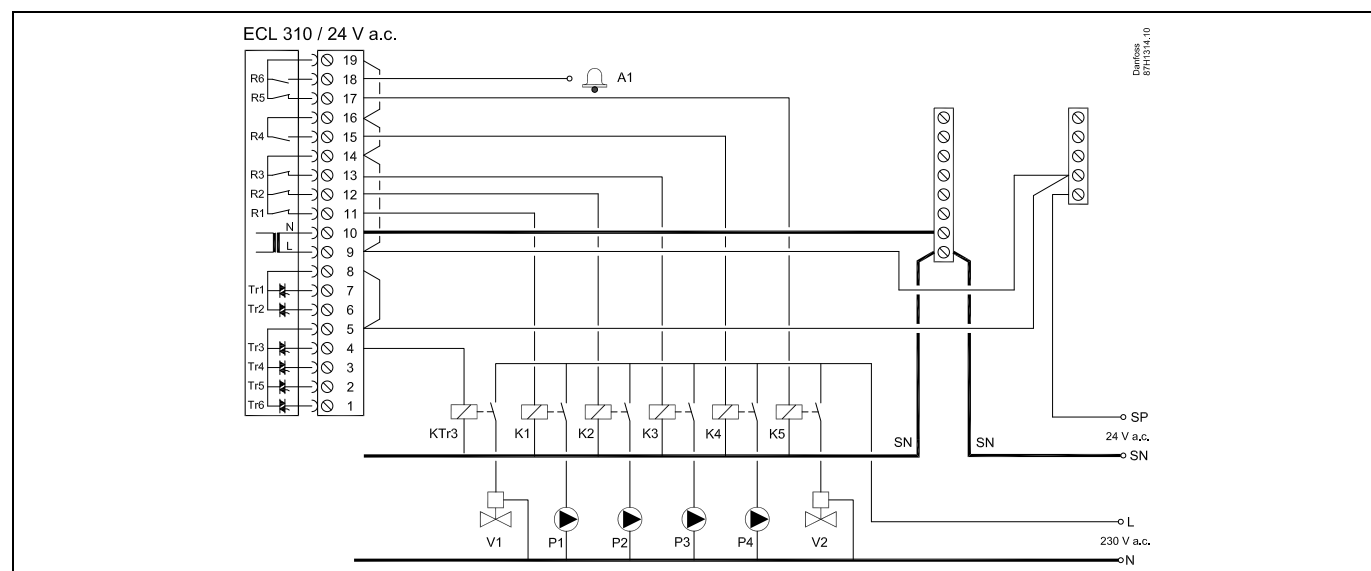 ECL 310 / 24 V a.c.
Danfoss
87H1314.10
19
R6
18
A1
R5
17
16
R4
15
14
R3
13
R2
12
R1
11
N
10
L
9
8
Tr1
7
Tr2
6
5
Tr3
4
Tr4
3
Tr5
2
Tr6
1
KTr3
K1
K2
K3
K4
K5
SN
SN
SP
24 V a.c.
SN
V1
P1
P2
P3
P4
V2
L
230 V a.c.
N